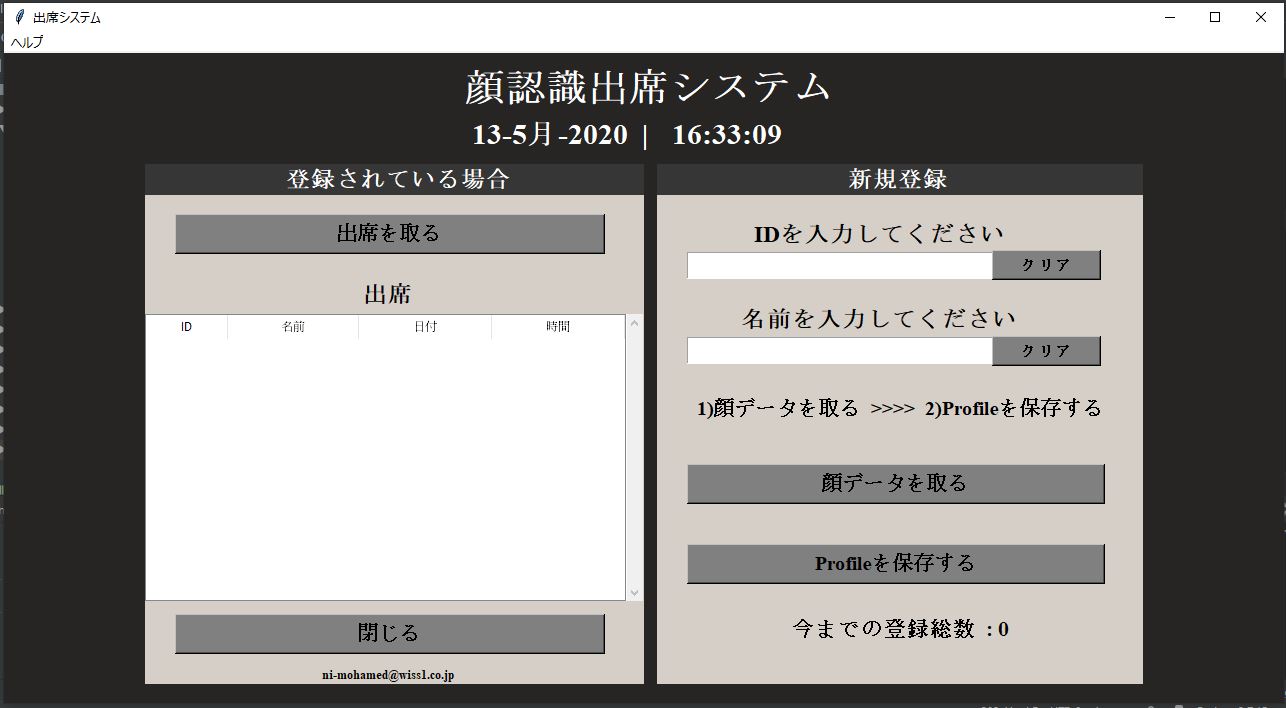 出席システム
ヘルプ
顔認識出席システム
13-5月-2020 | 16:33:09
登録されている場合
出席を取る
出席
ID 名前 日付 時間
閉じる
ni-mohamed@wiss1.co.jp
新規登録
IDを入力してください
クリア
名前を入力してください
クリア
1)顔データを取る >>>> 2)Profileを保存する
顔データを取る
Profileを保存する
今までの登録総数 : 0